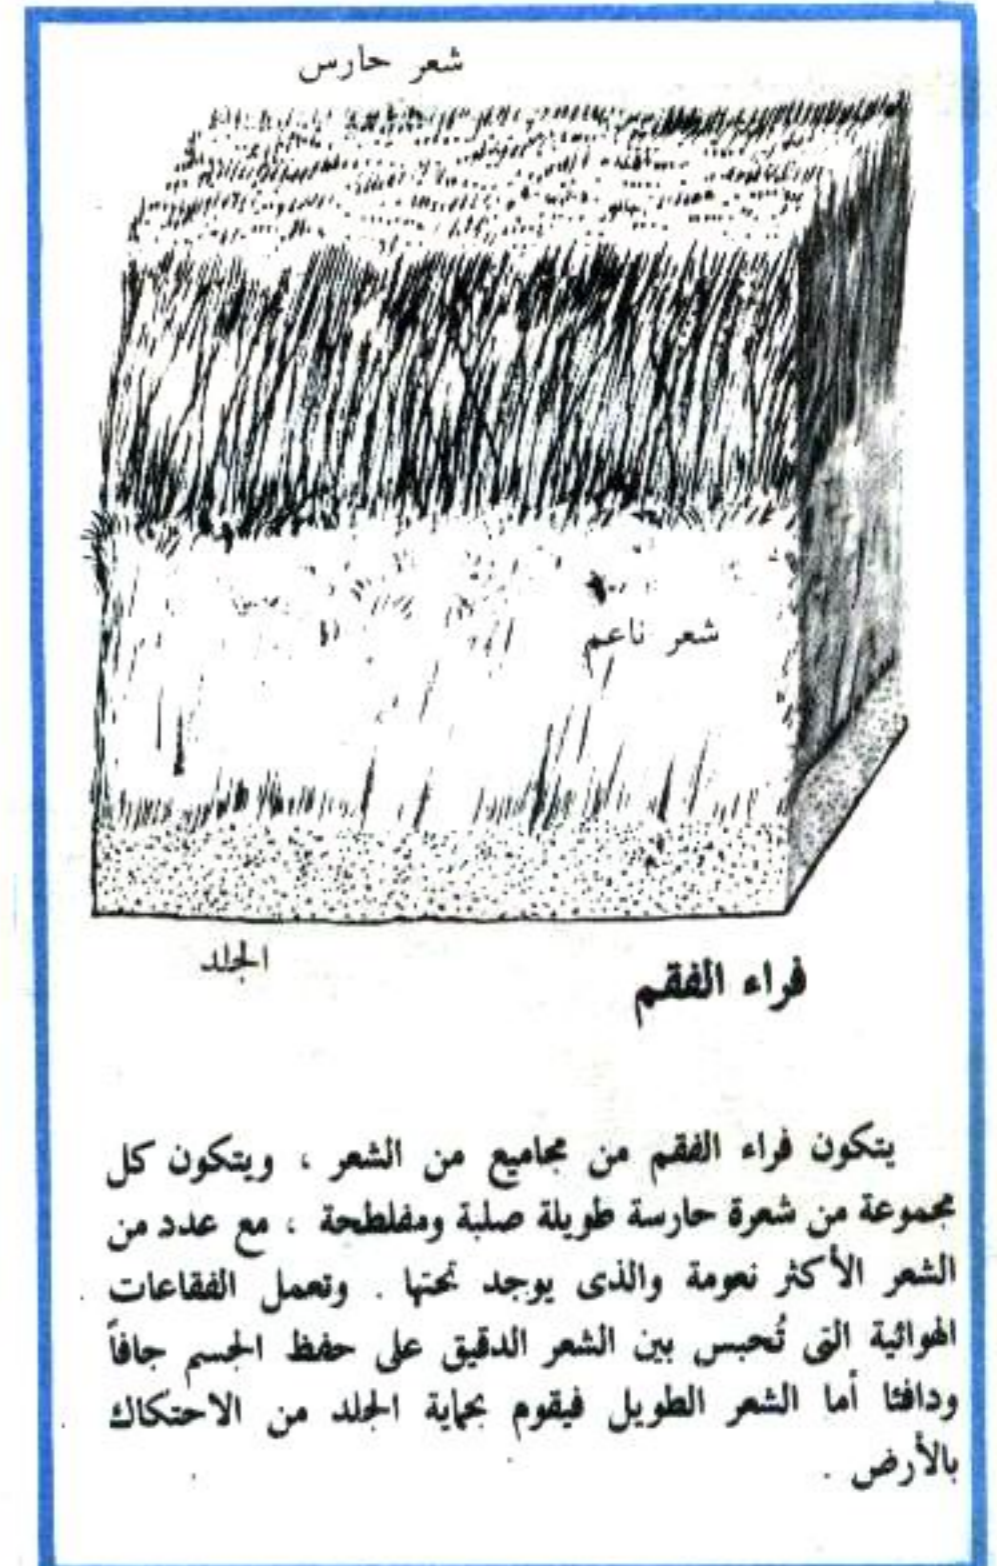 شعر حارس
شعر ناعم
الجلد
فراء الفقم
يتكون فراء الفقم من مجاميع من الشعر ، ويتكون كل
مجموعة من شعرة حارسة طويلة صلبة ومفلطحة ، مع عدد من
الشعر الأكثر نعومة والذى يوجد تحتها . وتعمل الفقاعات
الهوائية التى تُحبس بين الشعر الدقيق على حفظ الجسم جافاً
ودافئا أما الشعر الطويل فيقوم بحماية الجلد من الاحتكاك
بالأرض .